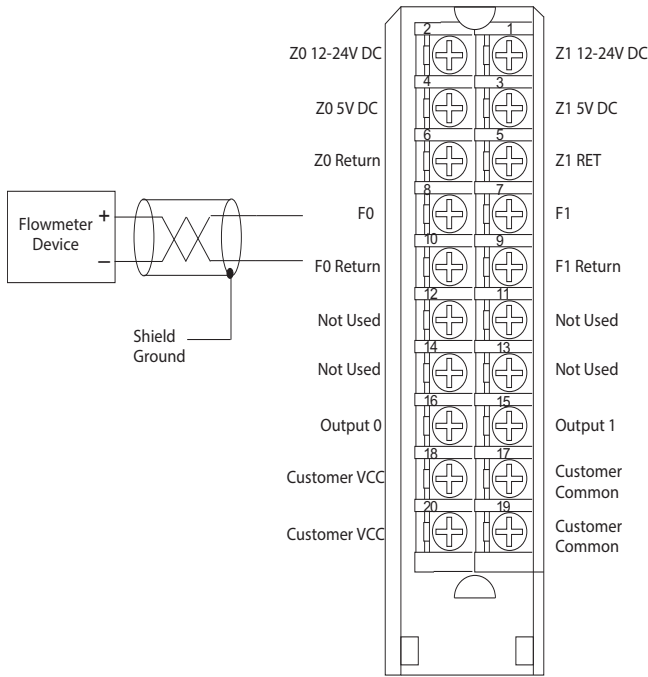 2 1
Z0 12-24V DC Z1 12-24V DC
4 3
Z0 5V DC Z1 5V DC
6 5
Z0 Return Z1 RET
8 7
Flowmeter
Device
+
–
F0 F1
10 9
F0 Return F1 Return
12 11
Shield
Ground
Not Used Not Used
14 13
Not Used Not Used
16 15
Output 0 Output 1
18 17
Customer VCC Customer
Common
20 19
Customer VCC Customer
Common